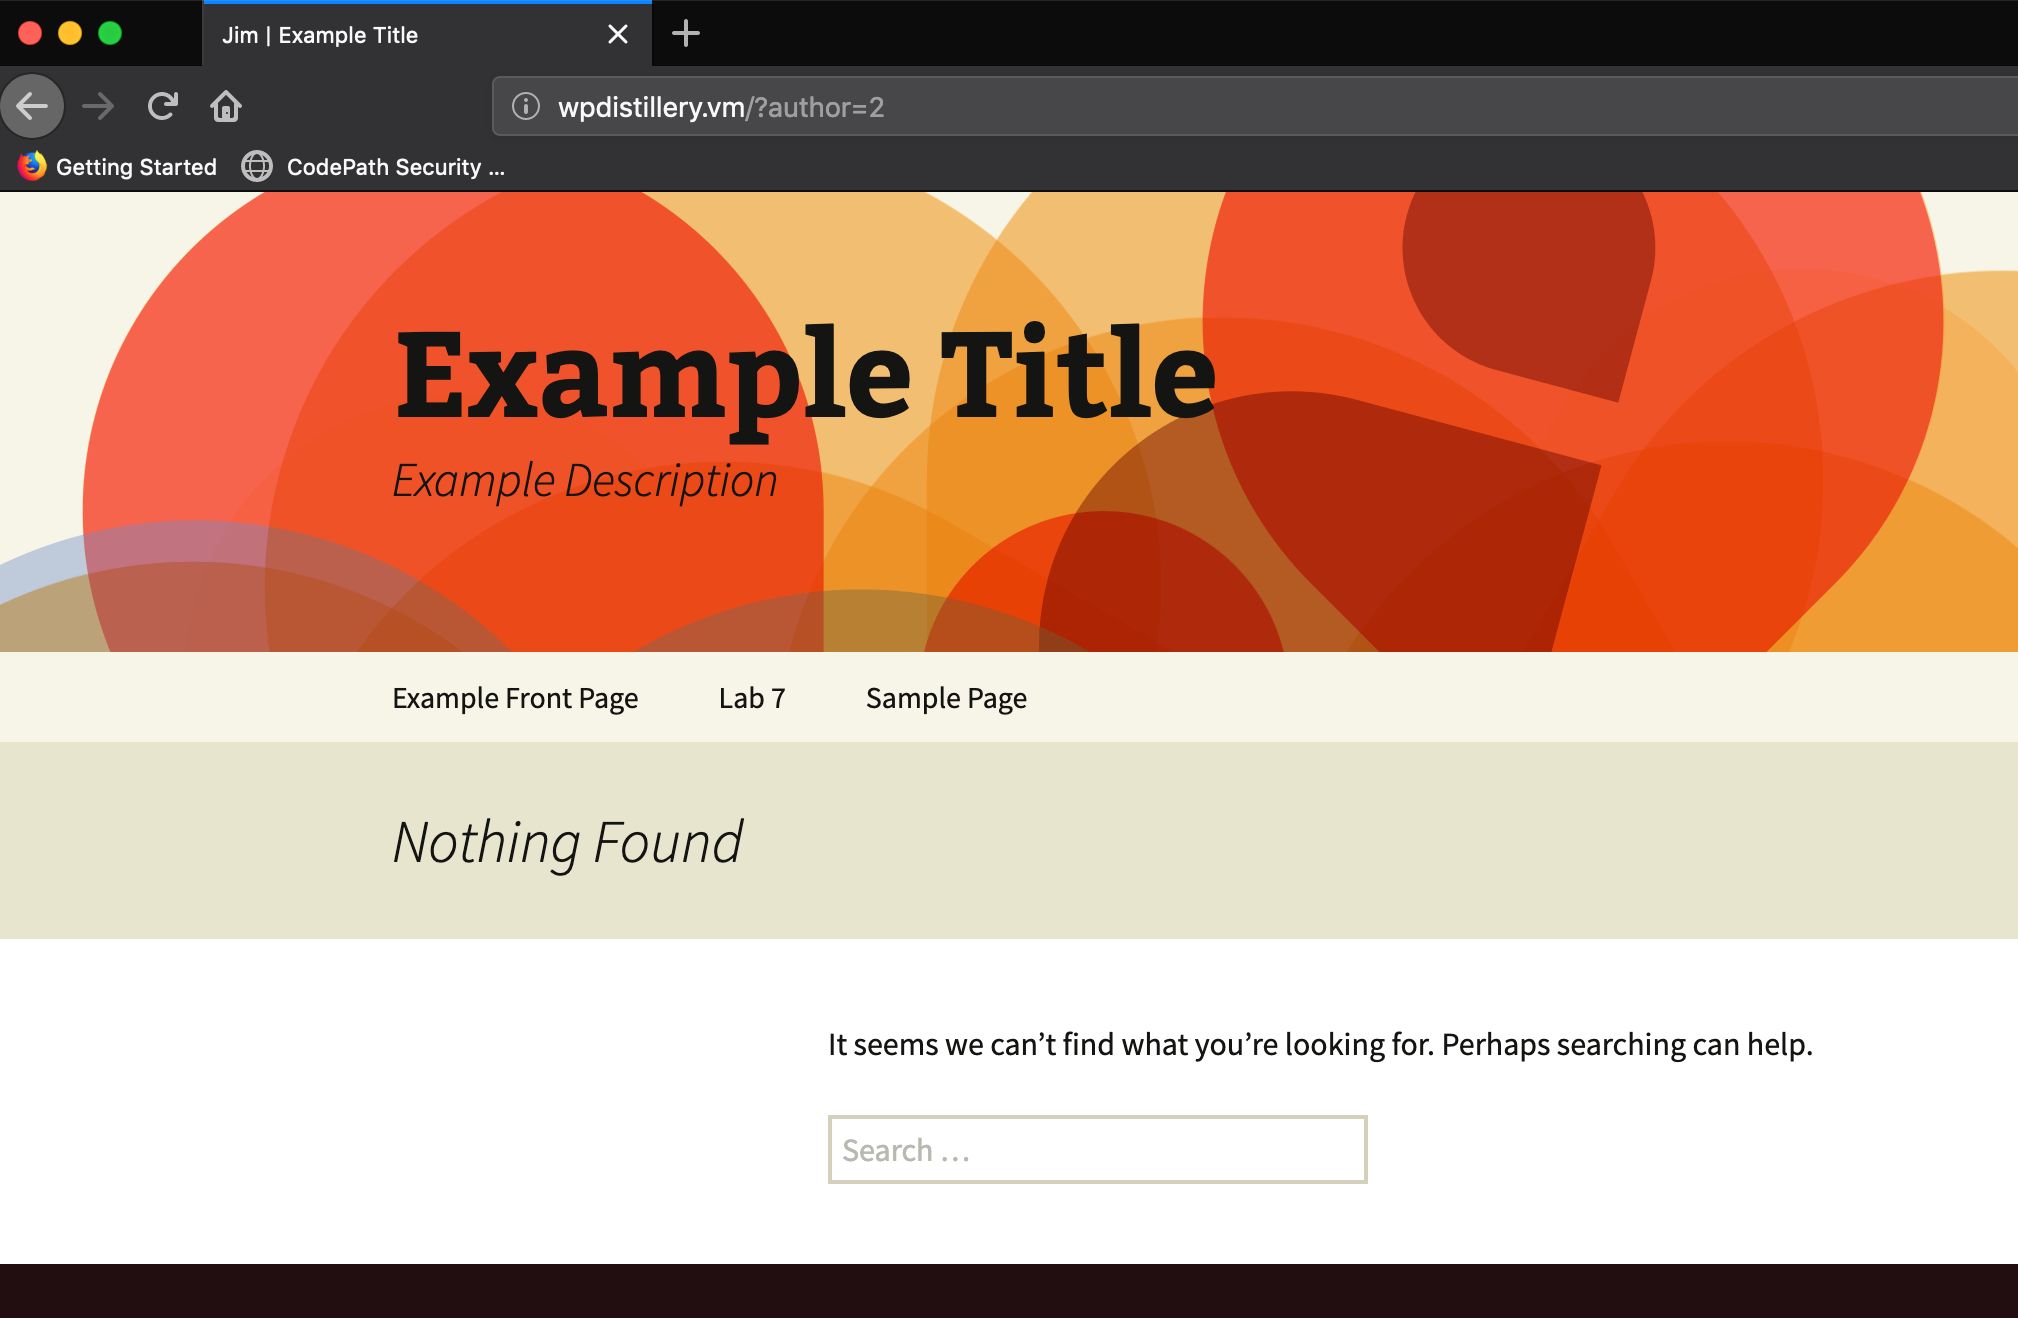 Jim | Example Title
wpdistillery.vm/?author=2
Getting Started
CodePath Security ...
Example Title
Example Description
Example Front Page
Lab 7
Sample Page
Nothing Found
It seems we can’t find what you’re looking for. Perhaps searching can help.
Search …